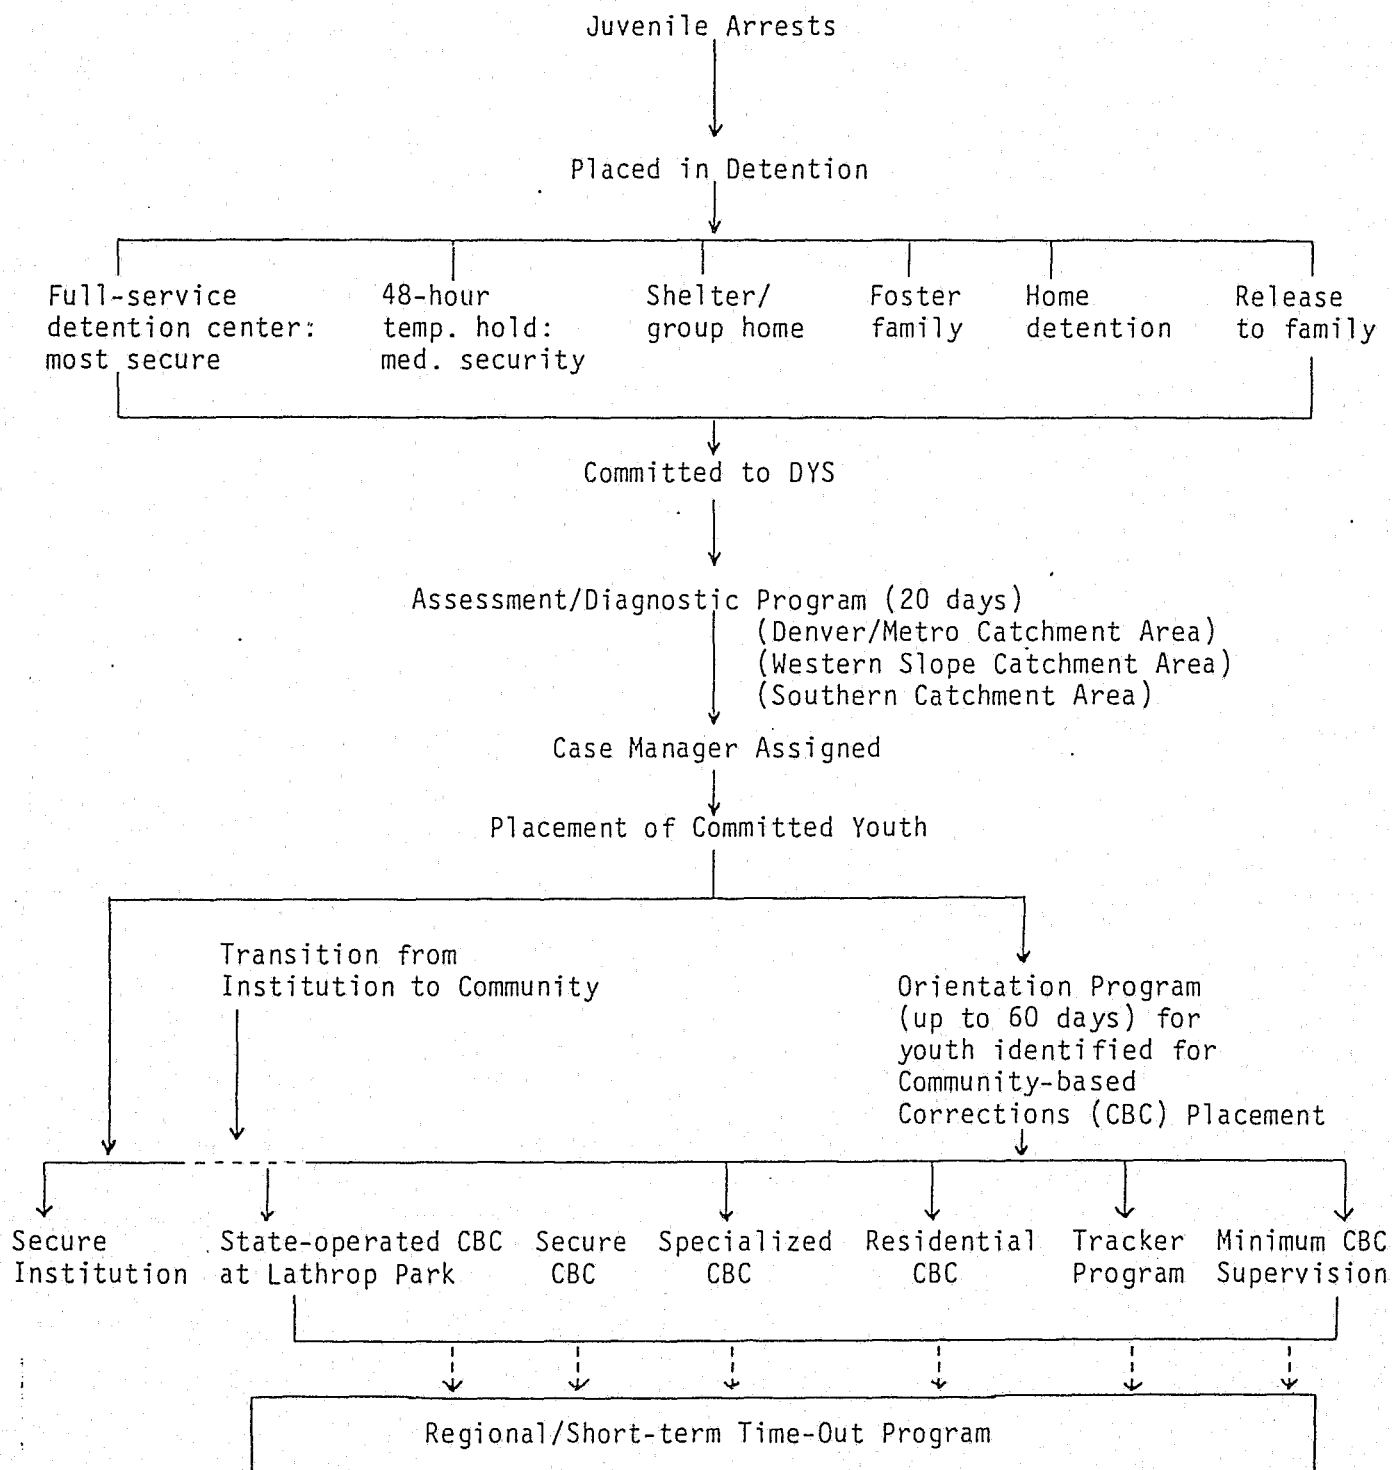 Juvenile Arrests
Placed in Detention
Full-service
detention center:
most secure
48-hour
temp. hold:
med. security
Shelter/
group home
Foster
family
Home
detention
Release
to family
Committed to DYS
Assessment/Diagnostic Program (20 days)
(Denver/Metro Catchment Area)
(Western Slope Catchment Area)
(Southern Catchment Area)
Case Manager Assigned
Placement of Committed Youth
Transition from
Institution to Community
Orientation Program
(up to 60 days) for
youth identified for
Community-based
Corrections (CBC) Placement
Secure
Institution
State-operated CBC
at Lathrop Park
Secure
CBC
Specialized
CBC
Residential
CBC
Tracker
Program
Minimum CBC
Supervision
Regional/Short-term Time-Out Program